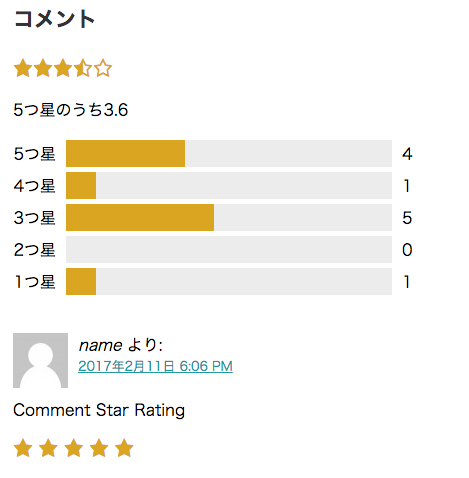 コメント
5つ星のうち3.6
5つ星 4
4つ星 1
3つ星 5
2つ星 0
1つ星 1
name より:
2017年2月11日 6:06 PM
Comment Star Rating